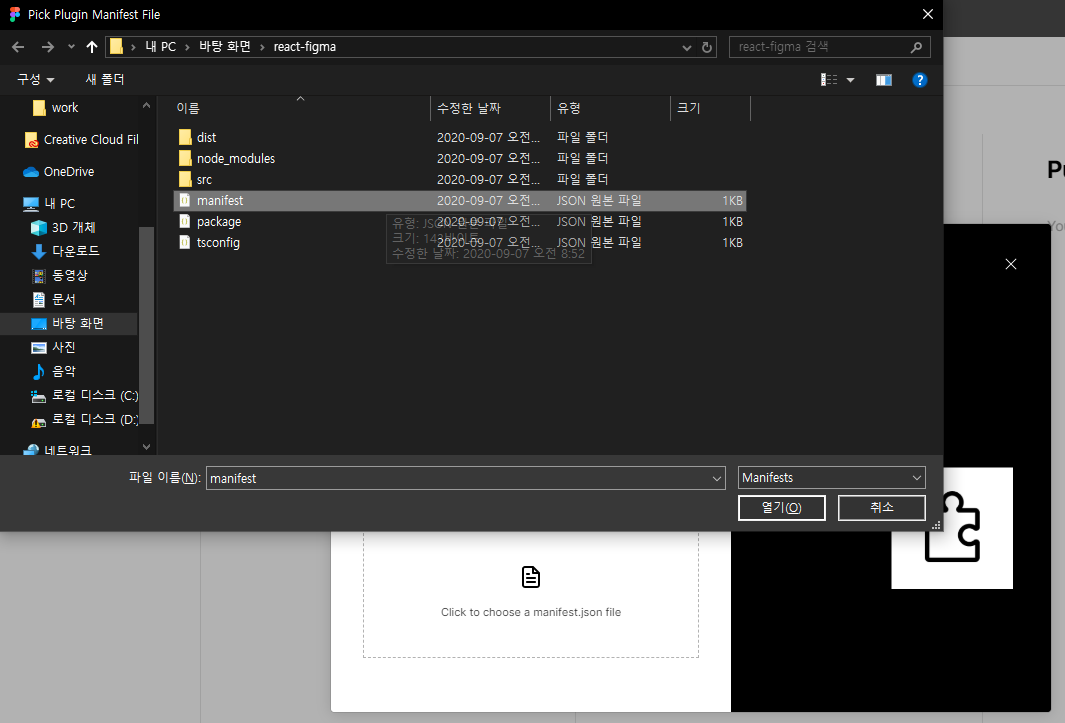 Pick Plugin Manifest File
내 PC › 바탕 화면 › react-figma
react-figma 검색
구성
새 폴더
work
Creative Cloud Fil
OneDrive
내 PC
3D 개체
다운로드
동영상
문서
바탕 화면
사진
음악
로컬 디스크 (C:)
로컬 디스크 (D:)
네트워크
이름 수정한 날짜 유형 크기
dist 2020-09-07 오전... 파일 폴더
node_modules 2020-09-07 오전... 파일 폴더
src 2020-09-07 오전... 파일 폴더
manifest 2020-09-07 오전... JSON 원본 파일 1KB
package 2020-09-07 오전... JSON 원본 파일 1KB
tsconfig 2020-09-07 오전... JSON 원본 파일 1KB
유형: JSON 원본 파일
크기: 142바이트
수정한 날짜: 2020-09-07 오전 8:52
파일 이름(N): manifest
Manifests
열기(O)
취소
Click to choose a manifest.json file